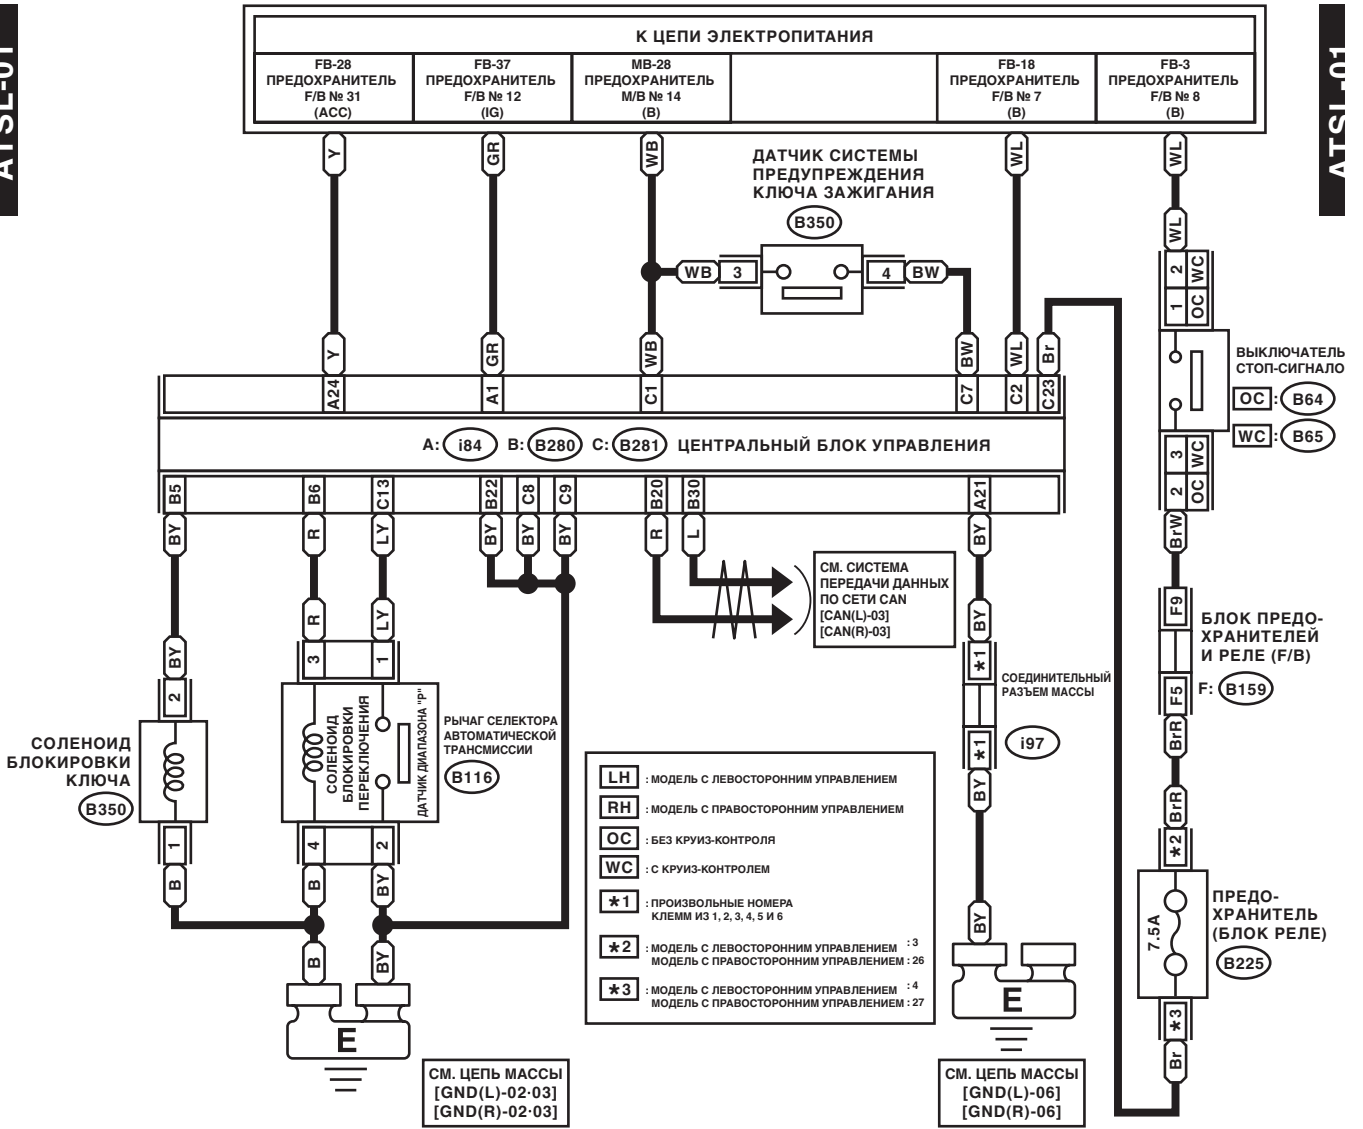 ATSL-01
ATSL-01
К ЦЕПИ ЭЛЕКТРОПИТАНИЯ
FB-28
ПРЕДОХРАНИТЕЛЬ
F/B № 31
(ACC)
FB-37
ПРЕДОХРАНИТЕЛЬ
F/B № 12
(IG)
MB-28
ПРЕДОХРАНИТЕЛЬ
M/B № 14
(B)
FB-18
ПРЕДОХРАНИТЕЛЬ
F/B № 7
(B)
FB-3
ПРЕДОХРАНИТЕЛЬ
F/B № 8
(B)
Y
GR
WB
WL
WL
ДАТЧИК СИСТЕМЫ
ПРЕДУПРЕЖДЕНИЯ
КЛЮЧА ЗАЖИГАНИЯ
B350
WB
3
4
BW
WL
2
WC
1
OC
Y
GR
WB
BW
WL
Br
A24
A1
C1
C7
C2
C23
ВЫКЛЮЧАТЕЛЬ
СТОП-СИГНАЛО
OC : B64
WC : B65
A: i84 B: B280 C: B281 ЦЕНТРАЛЬНЫЙ БЛОК УПРАВЛЕНИЯ
3
WC
2
OC
B5
B6
C13
B22
C8
C9
B20
B30
A21
BY
R
LY
BY
BY
BY
R
L
BY
BrW
СМ. СИСТЕМА
ПЕРЕДАЧИ ДАННЫХ
ПО СЕТИ CAN
[CAN(L)-03]
[CAN(R)-03]
F9
БЛОК ПРЕДО-
ХРАНИТЕЛЕЙ
И РЕЛЕ (F/B)
F: B159
F5
BrR
BY
R
LY
BY
2
3
1
*1
СОЕДИНИТЕЛЬНЫЙ
РАЗЪЕМ МАССЫ
i97
*1
BY
СОЛЕНОИД
БЛОКИРОВКИ
КЛЮЧА
B350
СОЛЕНОИД
БЛОКИРОВКИ
ПЕРЕКЛЮЧЕНИЯ
ДАТЧИК ДИАПАЗОНА "P"
РЫЧАГ СЕЛЕКТОРА
АВТОМАТИЧЕСКОЙ
ТРАНСМИССИИ
B116
BrR
*2
1
4
2
B
B
BY
LH : МОДЕЛЬ С ЛЕВОСТОРОННИМ УПРАВЛЕНИЕМ
RH : МОДЕЛЬ С ПРАВОСТОРОННИМ УПРАВЛЕНИЕМ
OC : БЕЗ КРУИЗ-КОНТРОЛЯ
WC : С КРУИЗ-КОНТРОЛЕМ
*1 : ПРОИЗВОЛЬНЫЕ НОМЕРА
КЛЕММ ИЗ 1, 2, 3, 4, 5 И 6
*2 : МОДЕЛЬ С ЛЕВОСТОРОННИМ УПРАВЛЕНИЕМ : 3
МОДЕЛЬ С ПРАВОСТОРОННИМ УПРАВЛЕНИЕМ : 26
*3 : МОДЕЛЬ С ЛЕВОСТОРОННИМ УПРАВЛЕНИЕМ : 4
МОДЕЛЬ С ПРАВОСТОРОННИМ УПРАВЛЕНИЕМ : 27
7.5A
ПРЕДО-
ХРАНИТЕЛЬ
(БЛОК РЕЛЕ)
B225
B
BY
BY
E
E
*3
Br
СМ. ЦЕПЬ МАССЫ
[GND(L)-02·03]
[GND(R)-02·03]
СМ. ЦЕПЬ МАССЫ
[GND(L)-06]
[GND(R)-06]